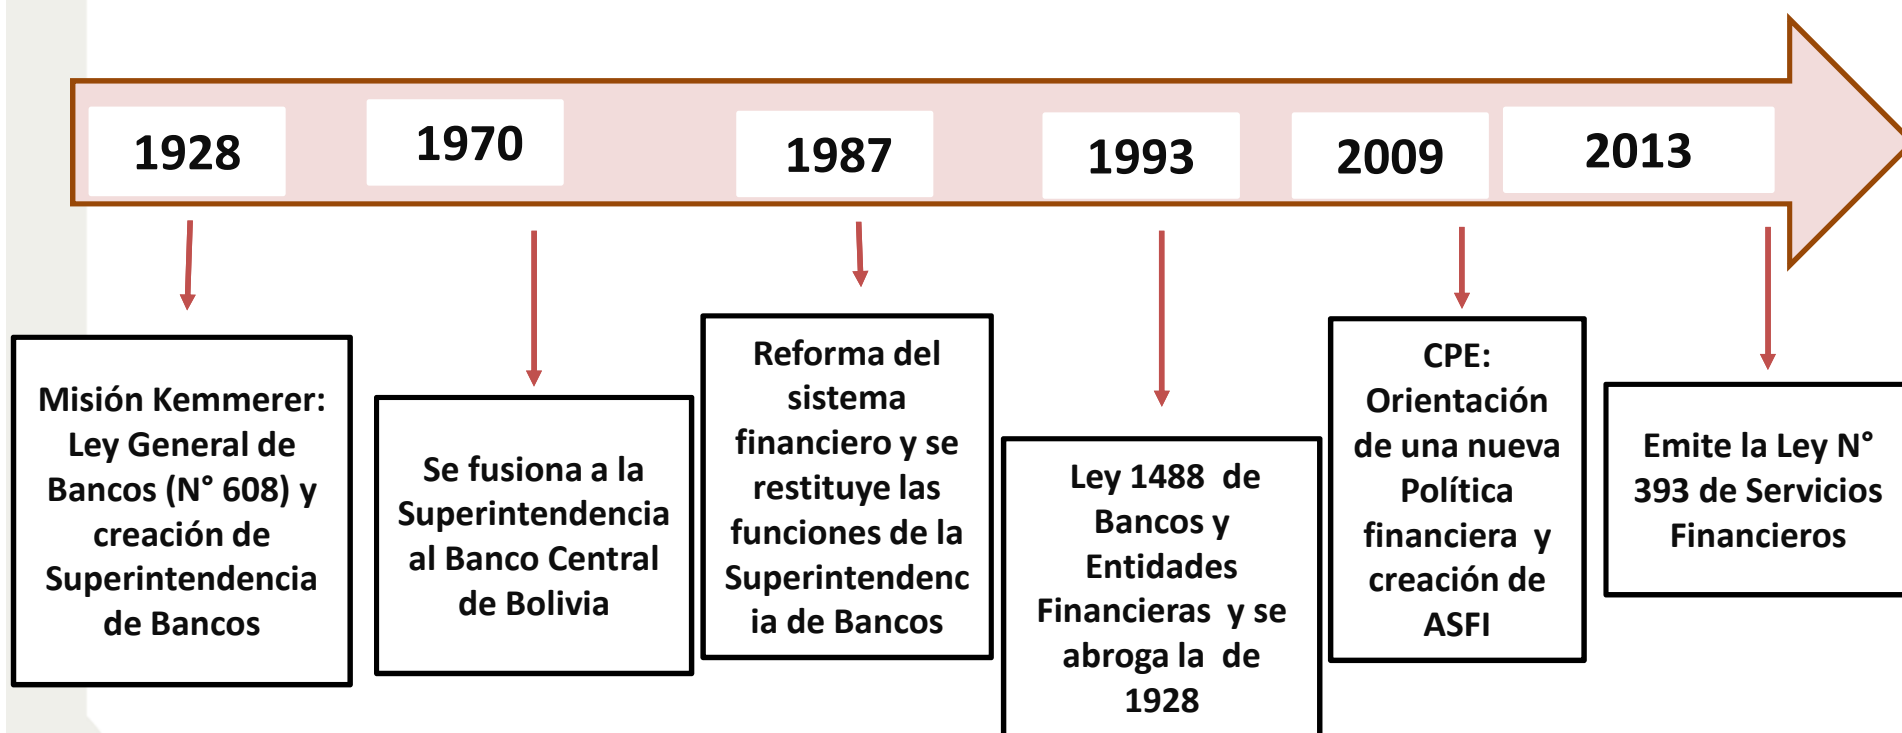 1928
1970
1987
1993
2009
2013
Misión Kemmerer:
Ley General de
Bancos (N° 608) y
creación de
Superintendencia
de Bancos
Se fusiona a la
Superintendencia
al Banco Central
de Bolivia
Reforma del
sistema
financiero y se
restituye las
funciones de la
Superintendenc
ia de Bancos
Ley 1488 de
Bancos y
Entidades
Financieras y se
abroga la de
1928
CPE:
Orientación
de una nueva
Política
financiera y
creación de
ASFI
Emite la Ley N°
393 de Servicios
Financieros